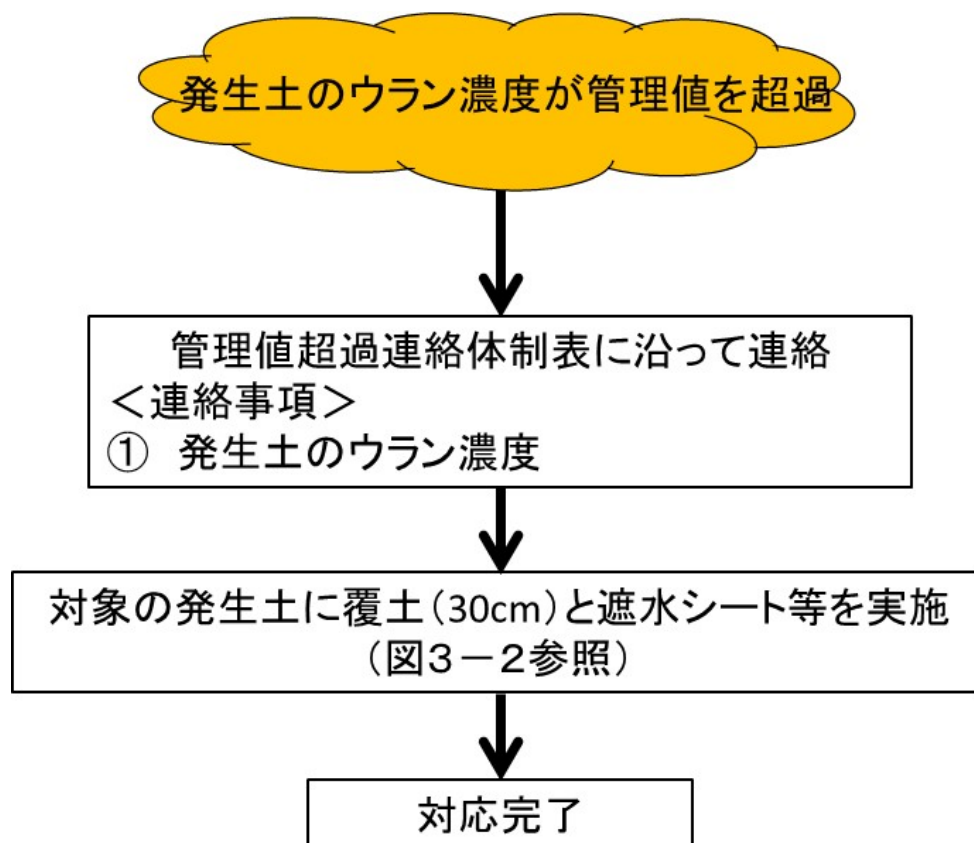 発生土のウラン濃度が管理値を超過
管理値超過連絡体制表に沿って連絡
＜連絡事項＞
①　発生土のウラン濃度
対象の発生土に覆土（30cm）と遮水シート等を実施
（図３－２参照）
対応完了